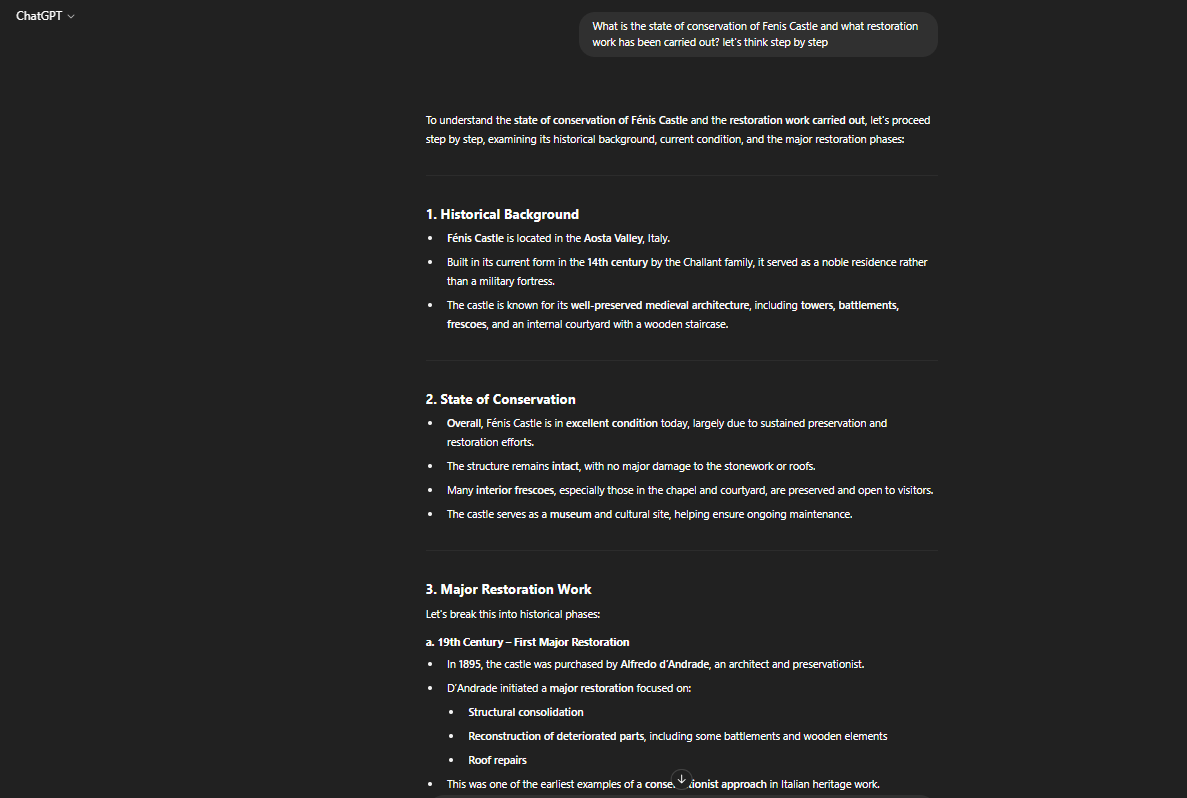 ChatGPT
What is the state of conservation of Fenis Castle and what restoration
work has been carried out? let's think step by step
To understand the state of conservation of Fénis Castle and the restoration work carried out, let's proceed
step by step, examining its historical background, current condition, and the major restoration phases:
1. Historical Background
• Fénis Castle is located in the Aosta Valley, Italy.
• Built in its current form in the 14th century by the Challant family, it served as a noble residence rather
than a military fortress.
• The castle is known for its well-preserved medieval architecture, including towers, battlements,
frescoes, and an internal courtyard with a wooden staircase.
2. State of Conservation
• Overall, Fénis Castle is in excellent condition today, largely due to sustained preservation and
restoration efforts.
• The structure remains intact, with no major damage to the stonework or roofs.
• Many interior frescoes, especially those in the chapel and courtyard, are preserved and open to visitors.
• The castle serves as a museum and cultural site, helping ensure ongoing maintenance.
3. Major Restoration Work
Let's break this into historical phases:
a. 19th Century – First Major Restoration
• In 1895, the castle was purchased by Alfredo d'Andrade, an architect and preservationist.
• D'Andrade initiated a major restoration focused on:
• Structural consolidation
• Reconstruction of deteriorated parts, including some battlements and wooden elements
• Roof repairs
• This was one of the earliest examples of a approach in Italian heritage work.